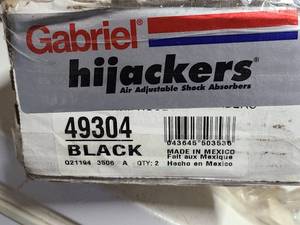 Gabriel®
hijackers®
Air Adjustable Shock Absorbers
49304
043645 503536
BLACK
MADE IN MEXICO
Fait aux Mexique
021194 3506 A QTY: 2 Hecho en Mexico